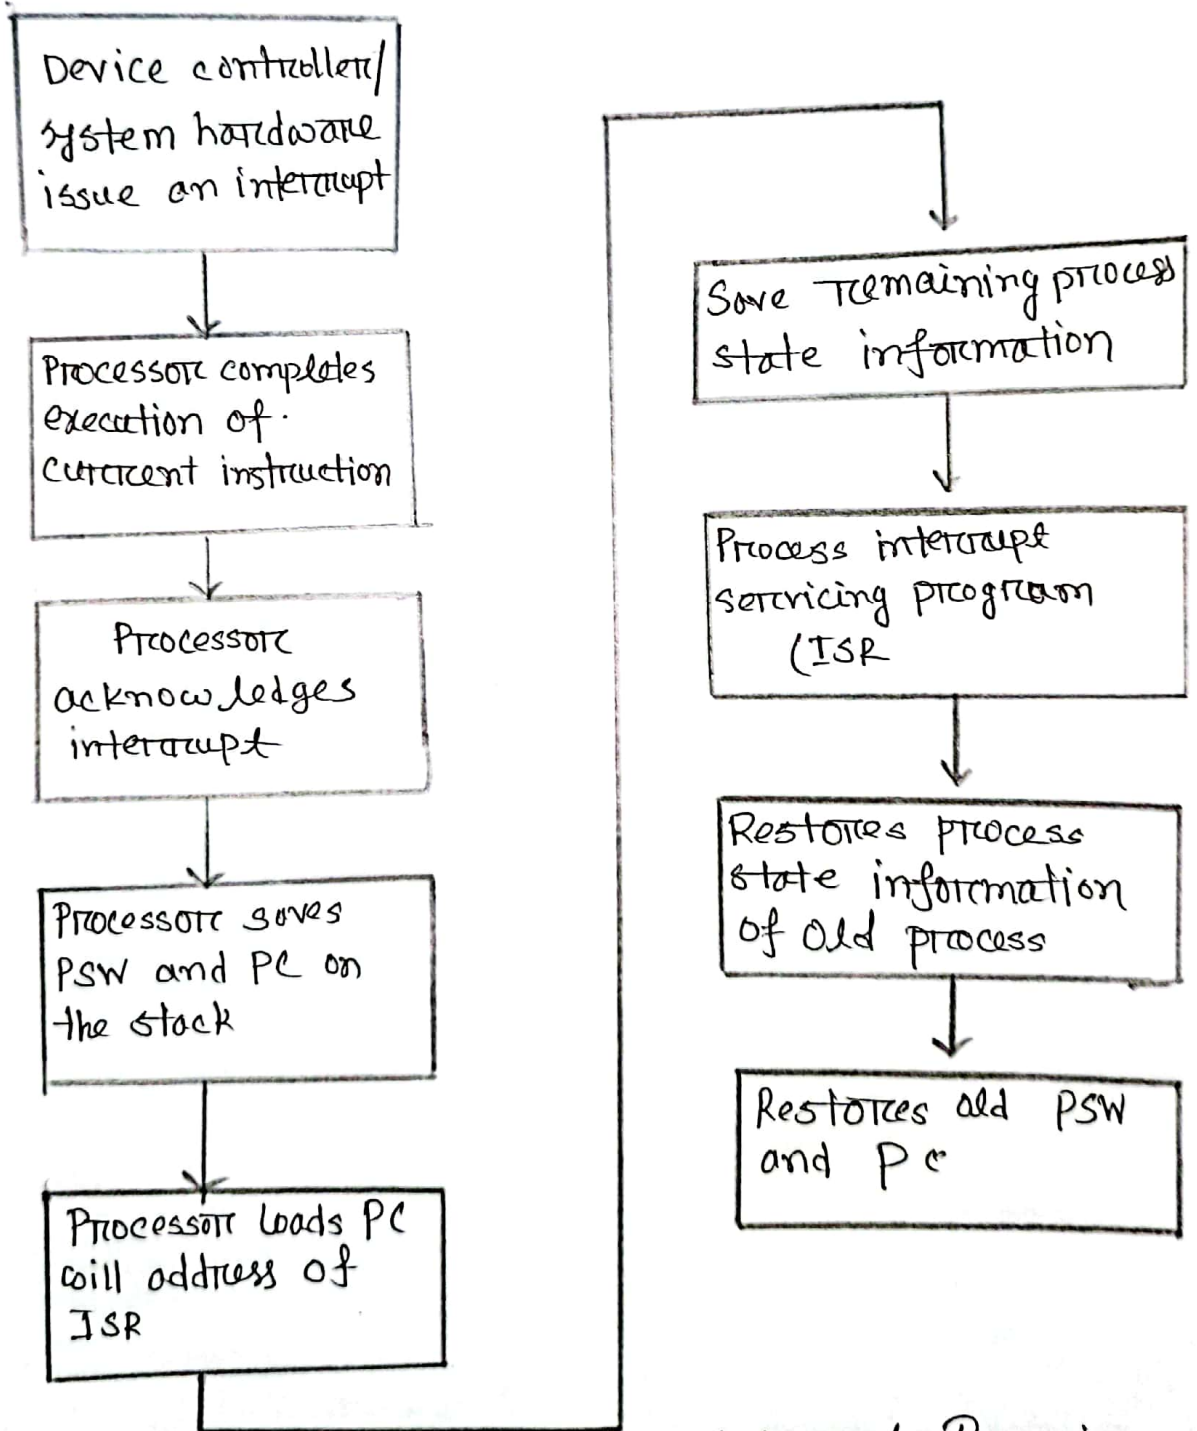 Device controller/
system hardware
issue an interrupt
Processor completes
execution of
current instruction
Processor
acknowledges
interrupt
Processor saves
PSW and PC on
the stack
Processor loads PC
will address of
ISR
Save remaining process
state information
Process interrupt
servicing program
(ISR
Restores process
state information
of old process
Restores old PSW
and PC